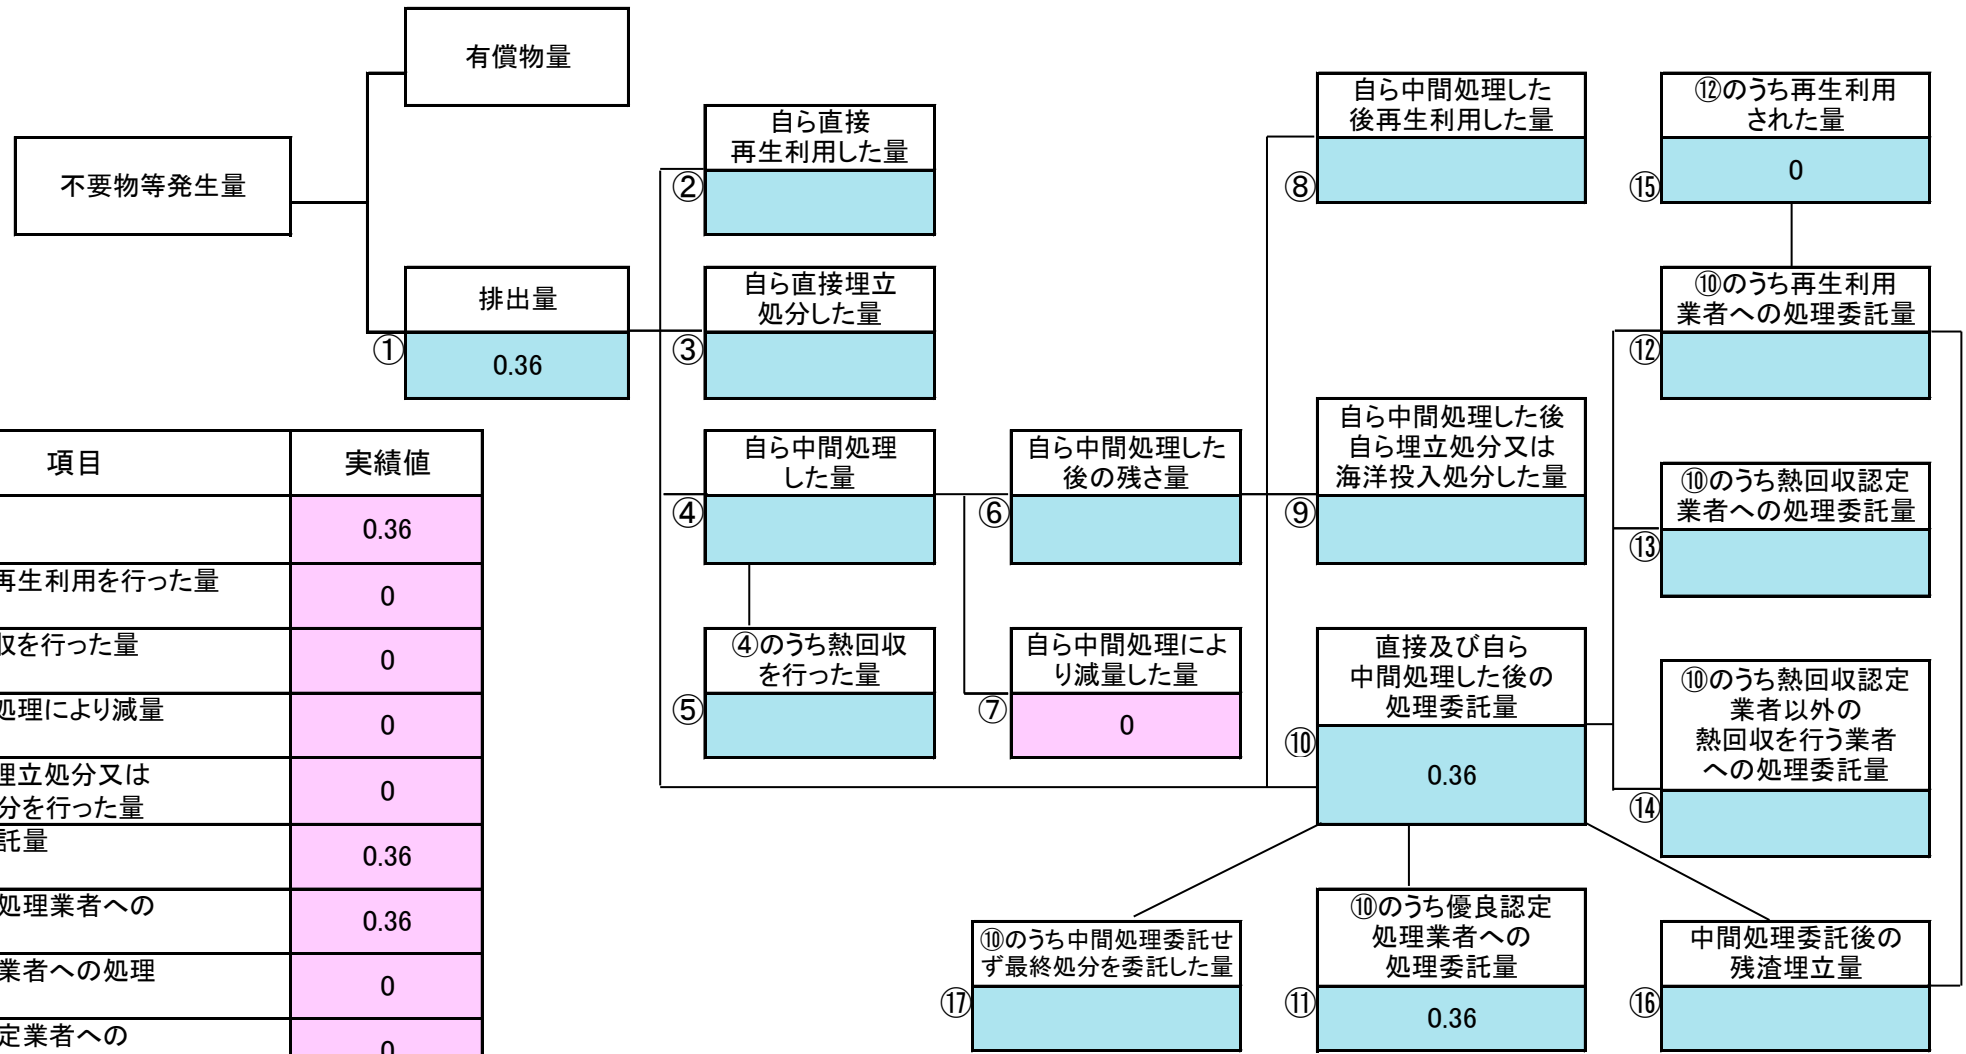 有償物量
不要物等発生量
排出量
①
0.36
自ら直接
再生利用した量
②
自ら直接埋立
処分した量
③
自ら中間処理
した量
④
④のうち熱回収
を行った量
⑤
自ら中間処理した
後の残さ量
⑥
自ら中間処理によ
り減量した量
⑦
0
自ら中間処理した
後再生利用した量
⑧
自ら中間処理した後
自ら埋立処分又は
海洋投入処分した量
⑨
直接及び自ら
中間処理した後の
処理委託量
⑩
0.36
⑫のうち再生利用
された量
⑮
0
⑩のうち再生利用
業者への処理委託量
⑫
⑩のうち熱回収認定
業者への処理委託量
⑬
⑩のうち熱回収認定
業者以外の
熱回収を行う業者
への処理委託量
⑭
⑩のうち中間処理委託せ
ず最終処分を委託した量
⑰
⑩のうち優良認定
処理業者への
処理委託量
⑪
0.36
中間処理委託後の
残渣埋立量
⑯
項目 実績値
0.36
再生利用を行った量
0
収を行った量
0
処理により減量
0
埋立処分又は
分を行った量
0
託量
0.36
処理業者への
0.36
業者への処理
0
定業者への
0